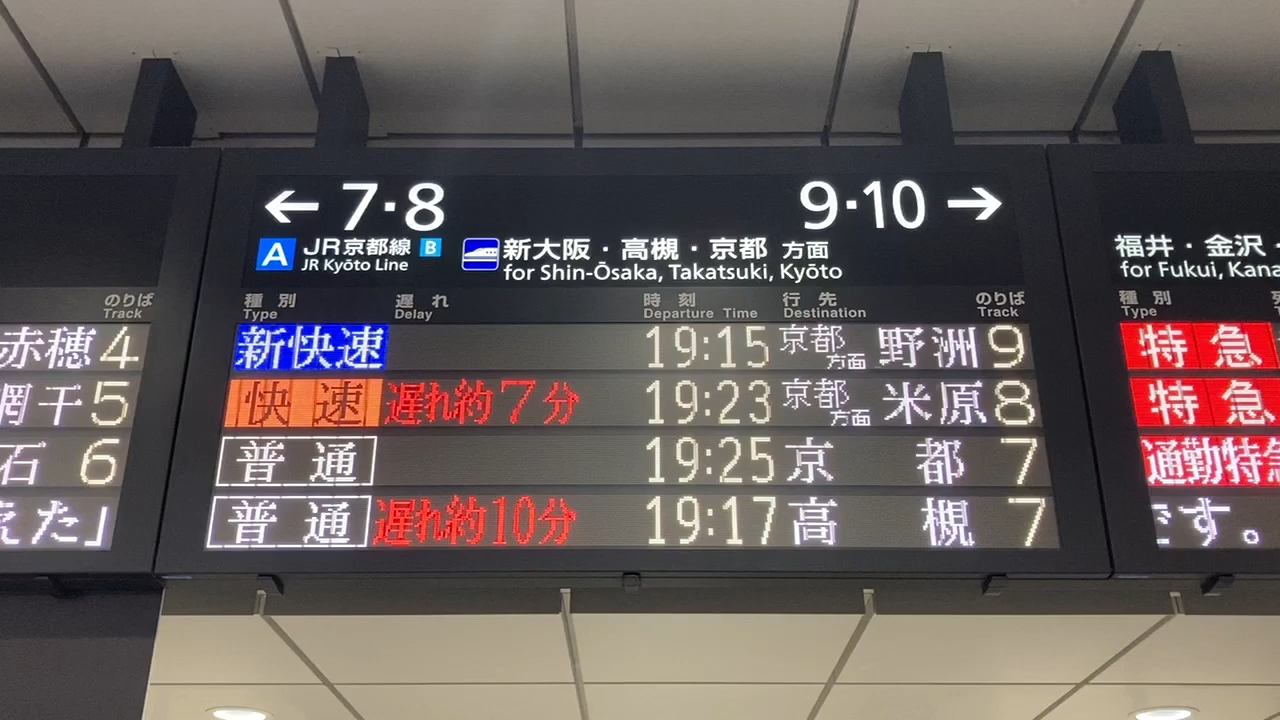 ← 7・8
9・10 →
A JR京都線 B 新大阪・高槻・京都 方面
JR Kyōto Line for Shin-Ōsaka, Takatsuki, Kyōto
種別 遅れ 時刻 行先 のりば
Type Delay Departure Time Destination Track
新快速 19:15 京都方面 野洲 9
快速 遅れ約7分 19:23 京都方面 米原 8
普通 19:25 京都 7
普通 遅れ約10分 19:17 高槻 7
のりば
Track
赤穂 4
網干 5
石 6
えた」
福井・金沢・
for Fukui, Kana
種別
Type
特急
特急
通勤特急
です。